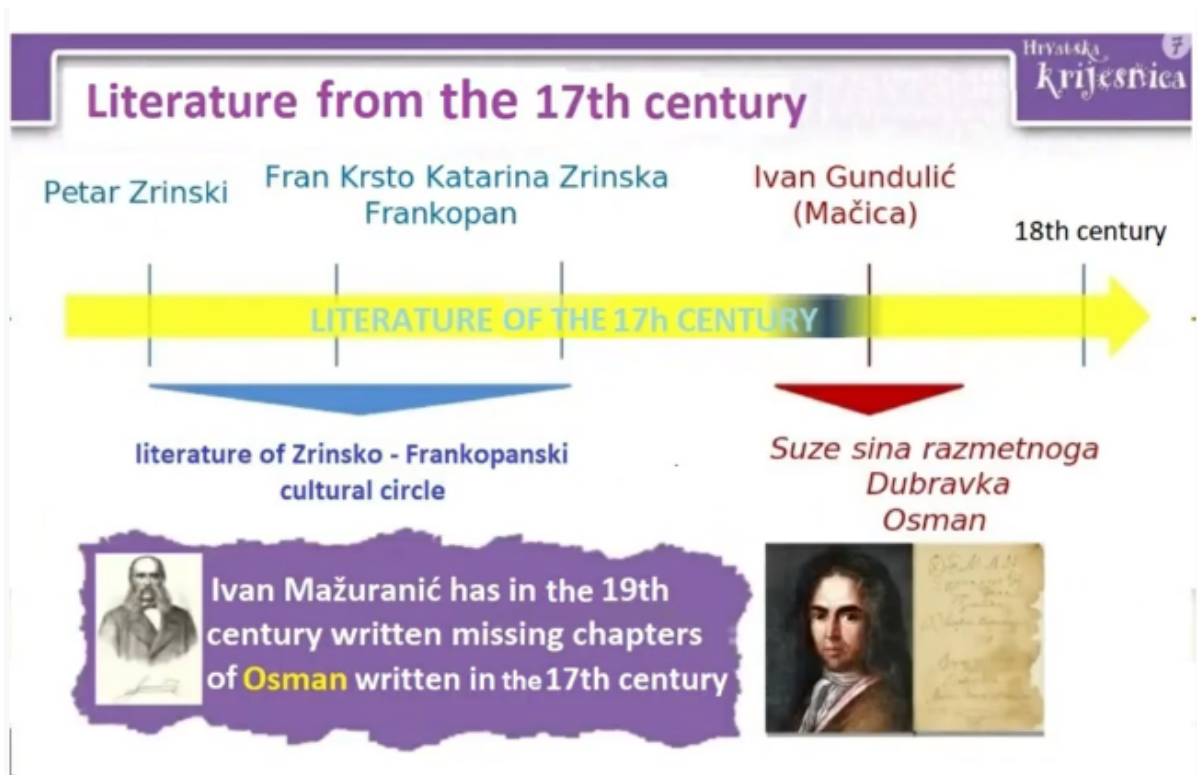 Hrvatska
krijesnica
7
Literature from the 17th century
Petar Zrinski
Fran Krsto Katarina Zrinska
Frankopan
Ivan Gundulić
(Mačica)
18th century
LITERATURE OF THE 17h CENTURY
literature of Zrinsko - Frankopanski
cultural circle
Suze sina razmetnoga
Dubravka
Osman
Ivan Mažuranić has in the 19th
century written missing chapters
of Osman written in the 17th century